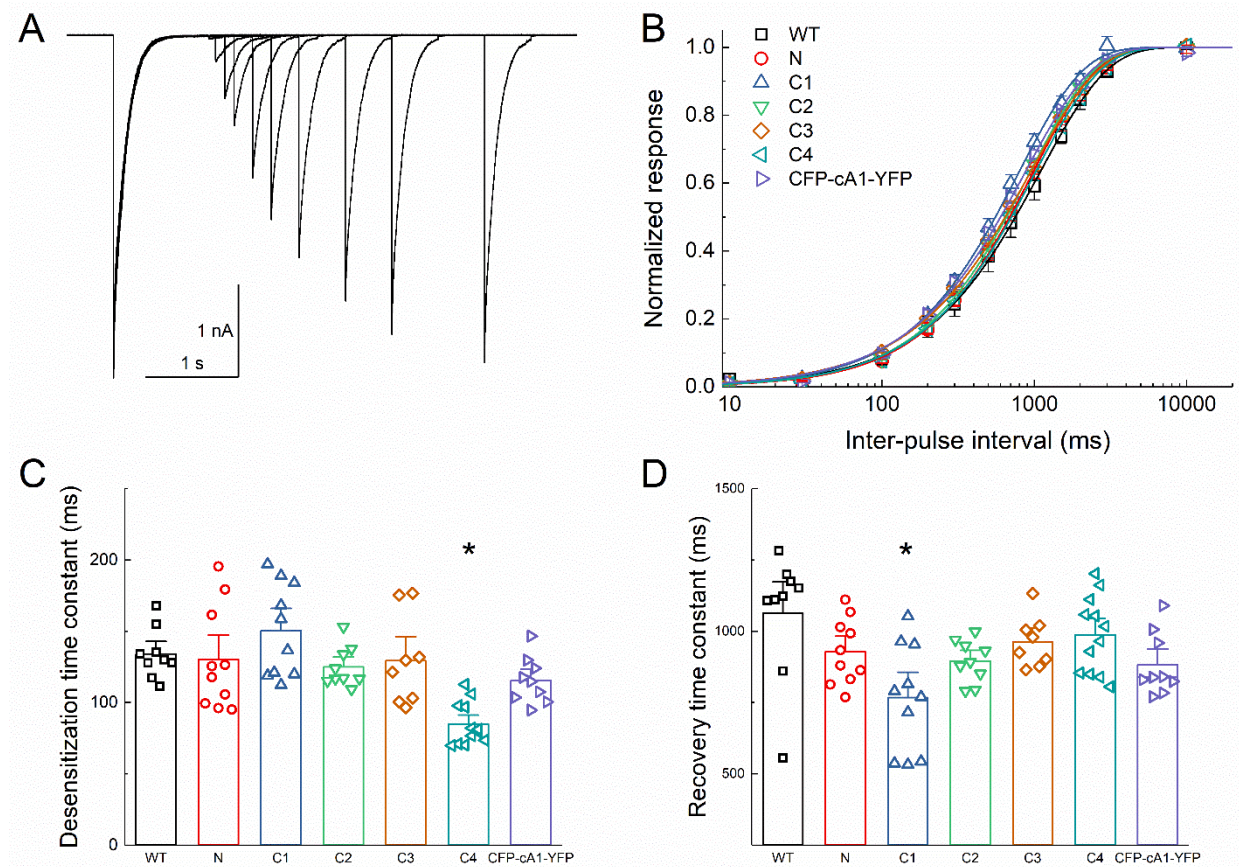 A
1 nA
1 s
B
WT
N
C1
C2
C3
C4
CFP-cA1-YFP
Normalized response
1.0
0.8
0.6
0.4
0.2
0.0
10
100
1000
10000
Inter-pulse interval (ms)
C
Desensitization time constant (ms)
200
100
0
*
WT
N
C1
C2
C3
C4
CFP-cA1-YFP
D
Recovery time constant (ms)
1500
1000
500
*
WT
N
C1
C2
C3
C4
CFP-cA1-YFP